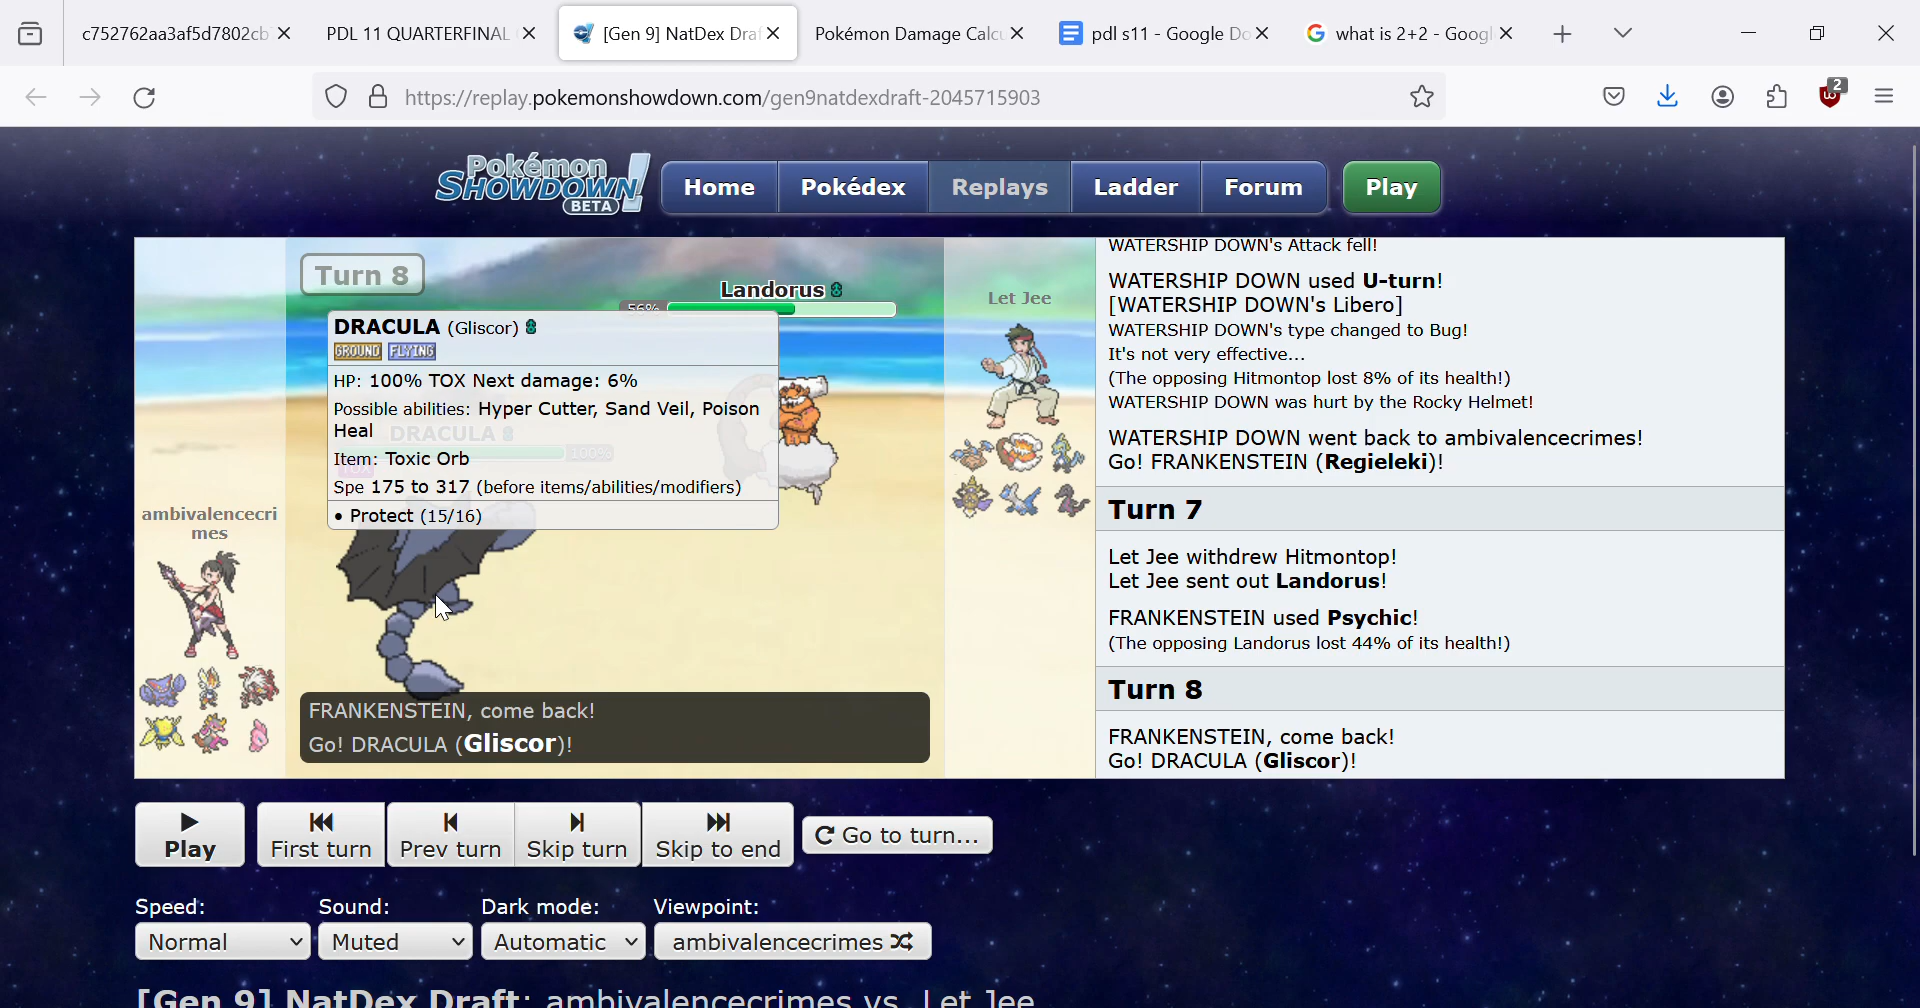 c752762aa3af5d7802cb
PDL 11 QUARTERFINAL
[Gen 9] NatDex Dra
Pokémon Damage Calc
pdl s11 - Google Do
what is 2+2 - Googl
https://replay.pokemonshowdown.com/gen9natdexdraft-2045715903
2
Pokémon
SHOWDOWN!
BETA
Home
Pokédex
Replays
Ladder
Forum
Play
Turn 8
Landorus
56%
DRACULA (Gliscor)
GROUND FLYING
HP: 100% TOX Next damage: 6%
Possible abilities: Hyper Cutter, Sand Veil, Poison
Heal
DRACULA
100%
Item: Toxic Orb
TOX
Spe 175 to 317 (before items/abilities/modifiers)
• Protect (15/16)
ambivalencecri
mes
Let Jee
FRANKENSTEIN, come back!
Go! DRACULA (Gliscor)!
WATERSHIP DOWN's Attack fell!
WATERSHIP DOWN used U-turn!
[WATERSHIP DOWN's Libero]
WATERSHIP DOWN's type changed to Bug!
It's not very effective...
(The opposing Hitmontop lost 8% of its health!)
WATERSHIP DOWN was hurt by the Rocky Helmet!
WATERSHIP DOWN went back to ambivalencecrimes!
Go! FRANKENSTEIN (Regieleki)!
Turn 7
Let Jee withdrew Hitmontop!
Let Jee sent out Landorus!
FRANKENSTEIN used Psychic!
(The opposing Landorus lost 44% of its health!)
Turn 8
FRANKENSTEIN, come back!
Go! DRACULA (Gliscor)!
Play
First turn
Prev turn
Skip turn
Skip to end
Go to turn...
Speed:
Sound:
Dark mode:
Viewpoint:
Normal
Muted
Automatic
ambivalencecrimes
[Gen 9] NatDex Draft: ambivalencecrimes vs. Let Jee